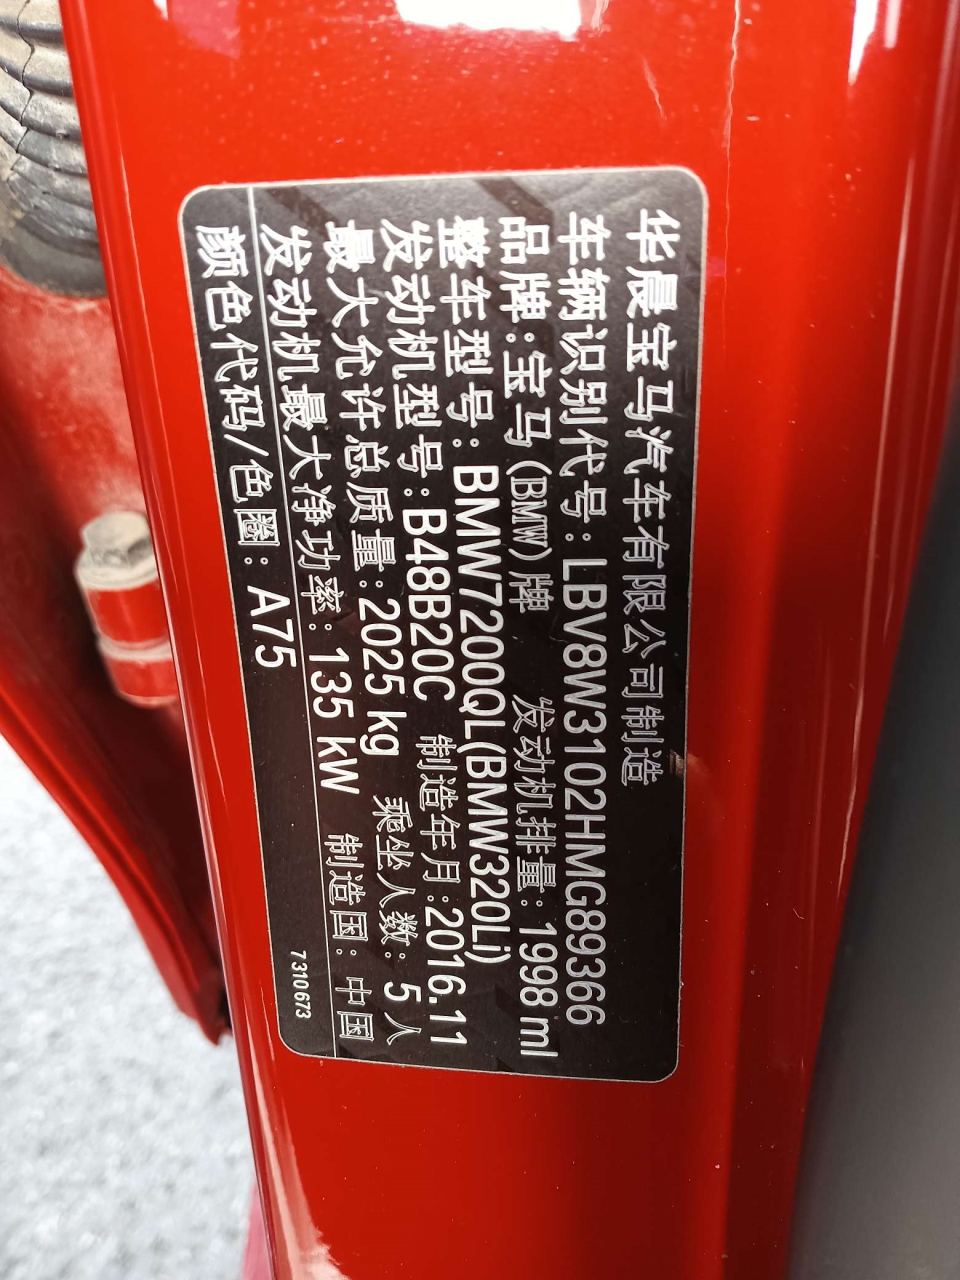 华晨宝马汽车有限公司制造
车辆识别代号:LBV8W3102HMG89366
品牌:宝马(BMW)牌 发动机排量:1998 ml
整车型号:BMW7200QL(BMW320Li)
发动机型号:B48B20C 制造年月:2016.11
最大允许总质量:2025 kg 乘坐人数:5人
发动机最大净功率:135 kW 制造国:中国
颜色代码/色圈:A75
7310673